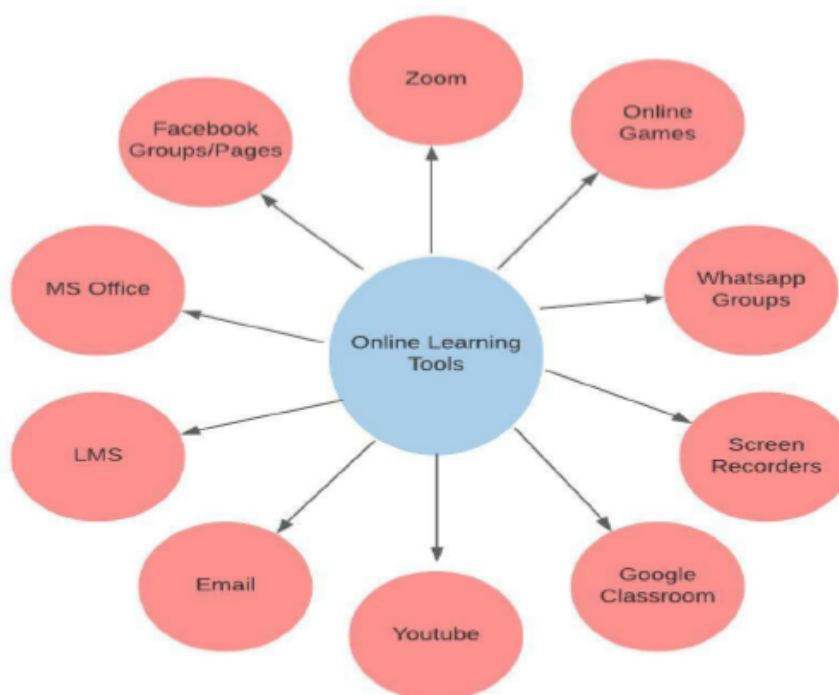 Zoom
Online
Games
Facebook
Groups/Pages
Whatsapp
Groups
MS Office
Online Learning
Tools
LMS
Screen
Recorders
Email
Google
Classroom
Youtube